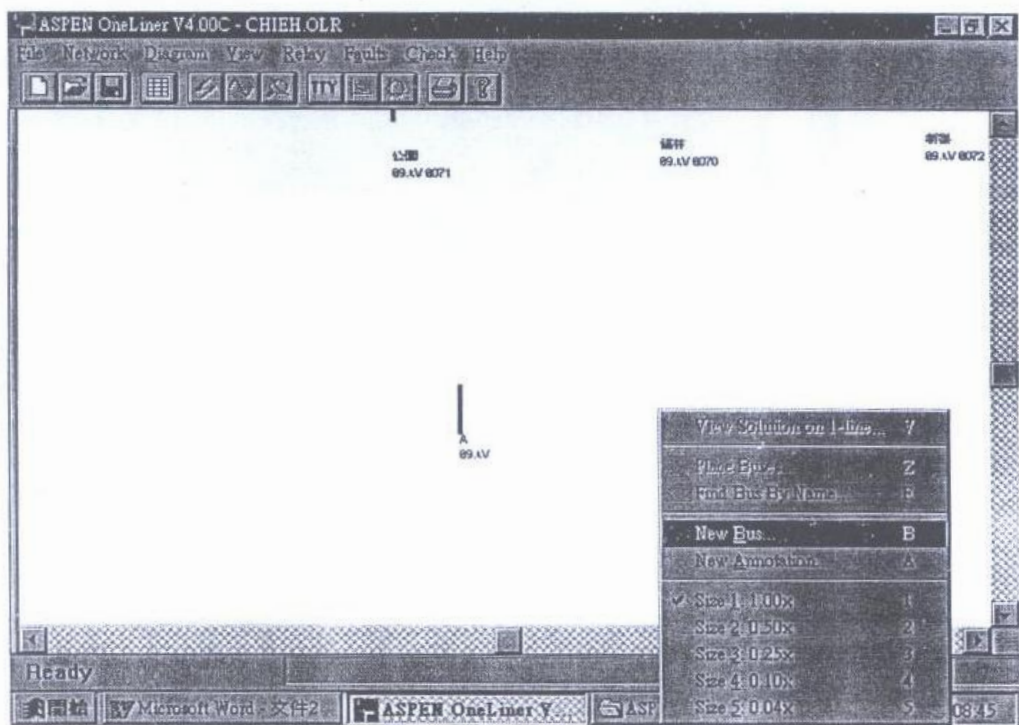 ASPEN OneLiner V4.00C - CHIEH.OLR
File Network Diagram View Relay Faults Check Help
TTY
公園
69.kV 6071
69.kV 6070
69.kV 6072
A
69.kV
View Solution on 1-line... V
Place Bus... Z
Find Bus By Name... F
New Bus... B
New Annotation... A
Size 1: 1.00x 1
Size 2: 0.50x 2
Size 3: 0.25x 3
Size 4: 0.10x 4
Size 5: 0.04x 5
Ready
開始 Microsoft Word - 文件2 ASPEN OneLiner V... ASP 08:45